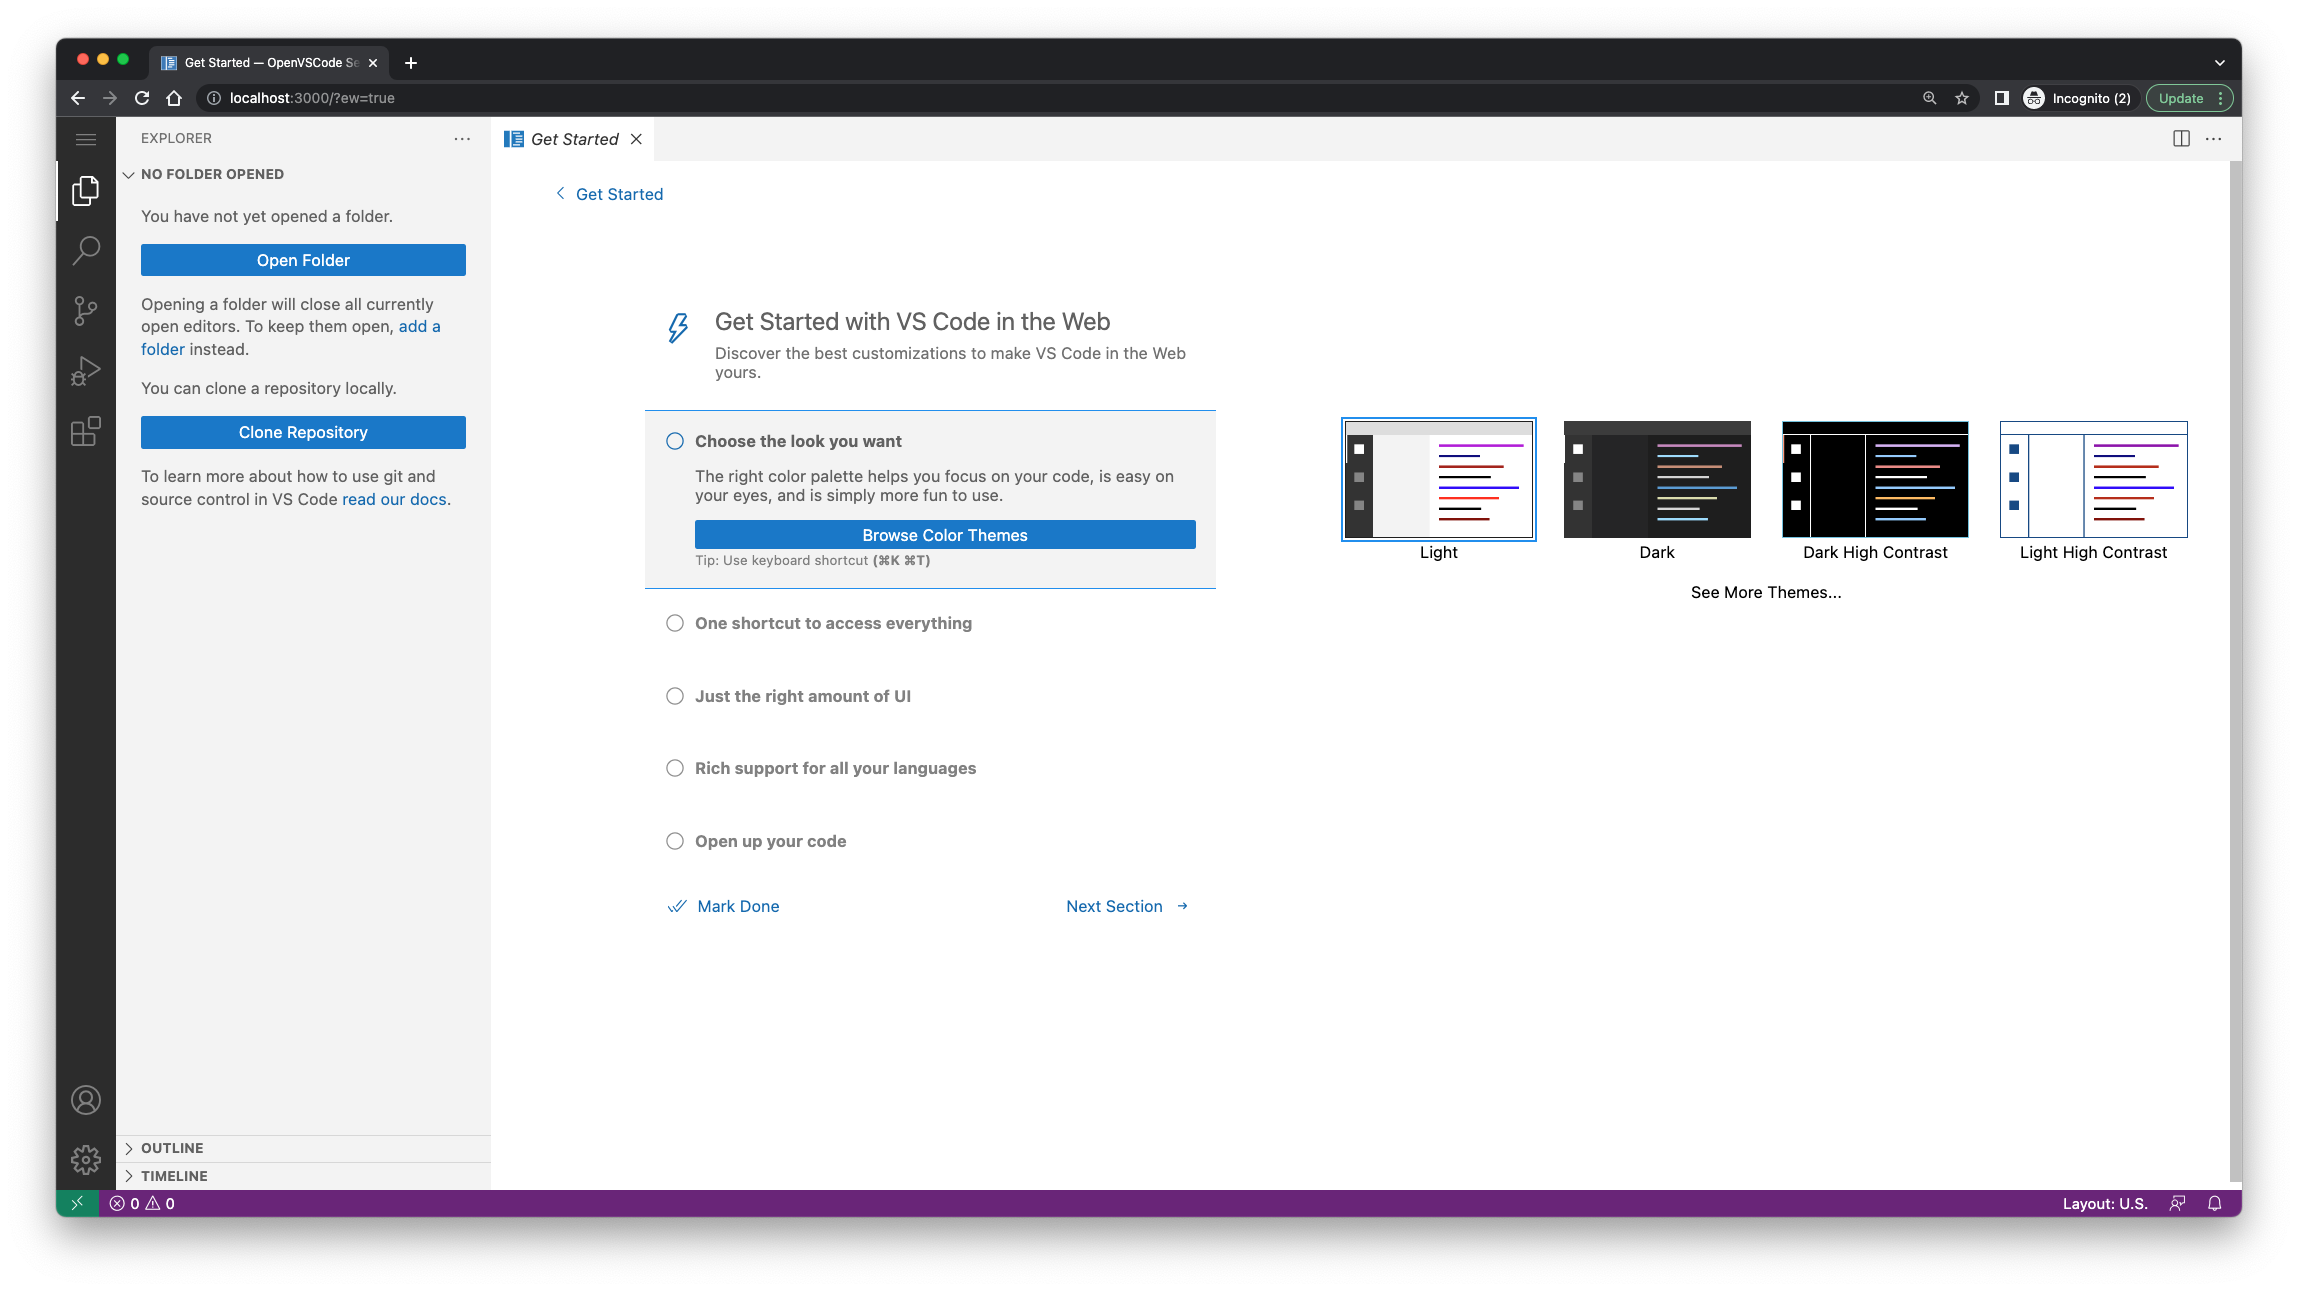 Get Started — OpenVSCode Se
localhost:3000/?ew=true
Incognito (2)
Update
EXPLORER
NO FOLDER OPENED
You have not yet opened a folder.
Open Folder
Opening a folder will close all currently
open editors. To keep them open, add a
folder instead.
You can clone a repository locally.
Clone Repository
To learn more about how to use git and
source control in VS Code read our docs.
OUTLINE
TIMELINE
Get Started
Get Started
Get Started with VS Code in the Web
Discover the best customizations to make VS Code in the Web
yours.
Choose the look you want
The right color palette helps you focus on your code, is easy on
your eyes, and is simply more fun to use.
Browse Color Themes
Tip: Use keyboard shortcut (⌘K ⌘T)
One shortcut to access everything
Just the right amount of UI
Rich support for all your languages
Open up your code
Mark Done
Next Section
Light
Dark
Dark High Contrast
Light High Contrast
See More Themes...
0 0
Layout: U.S.